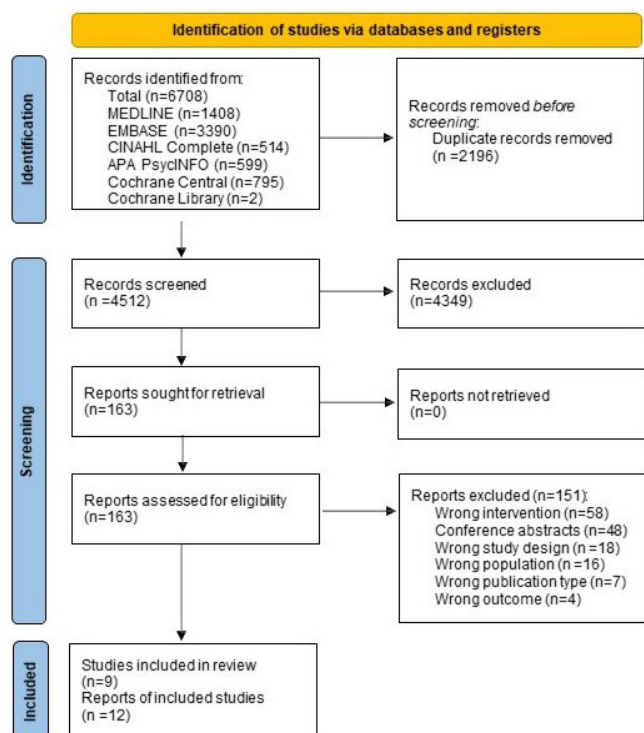 Identification of studies via databases and registers
Identification
Records identified from:
Total (n=6708)
MEDLINE (n=1408)
EMBASE (n=3390)
CINAHL Complete (n=514)
APA PsycINFO (n=599)
Cochrane Central (n=795)
Cochrane Library (n=2)
Records removed before
screening:
Duplicate records removed
(n =2196)
Screening
Records screened
(n =4512)
Records excluded
(n=4349)
Reports sought for retrieval
(n=163)
Reports not retrieved
(n=0)
Reports assessed for eligibility
(n=163)
Reports excluded (n=151):
Wrong intervention (n=58)
Conference abstracts (n=48)
Wrong study design (n =18)
Wrong population (n =16)
Wrong publication type (n=7)
Wrong outcome (n=4)
Included
Studies included in review
(n=9)
Reports of included studies
(n =12)